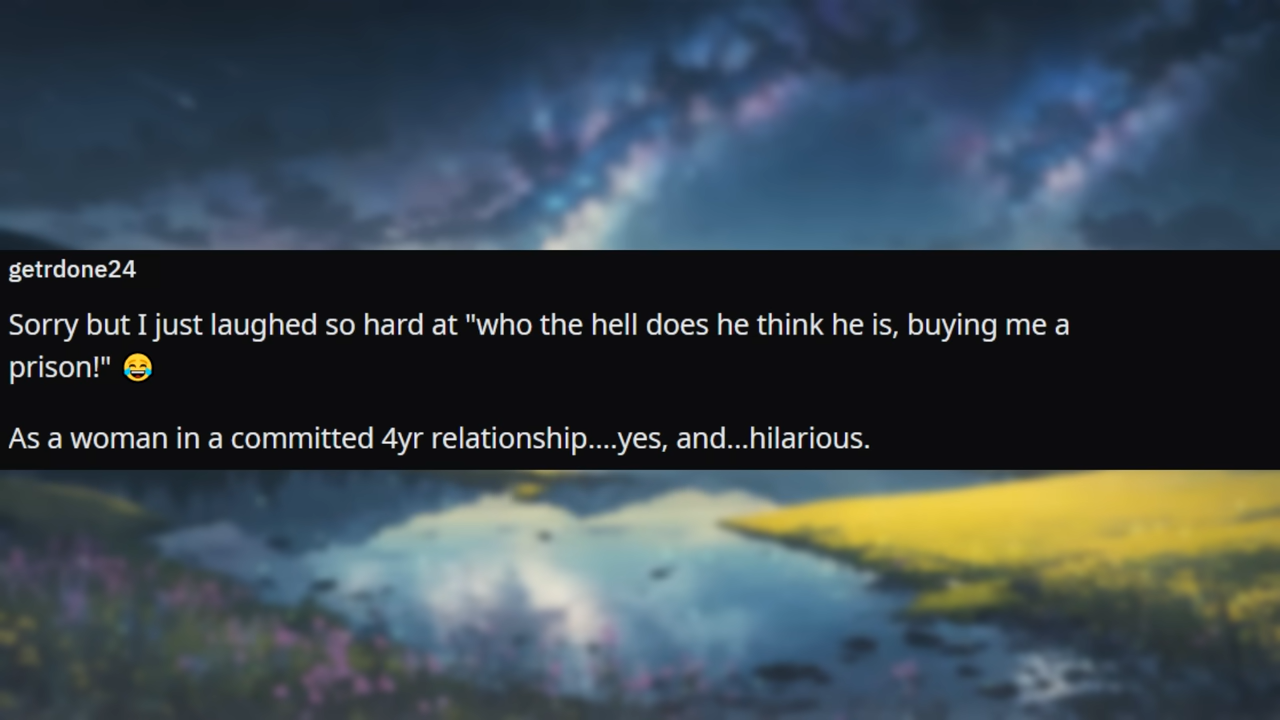 getrdone24
Sorry but I just laughed so hard at "who the hell does he think he is, buying me a
prison!" 😂
As a woman in a committed 4yr relationship....yes, and...hilarious.